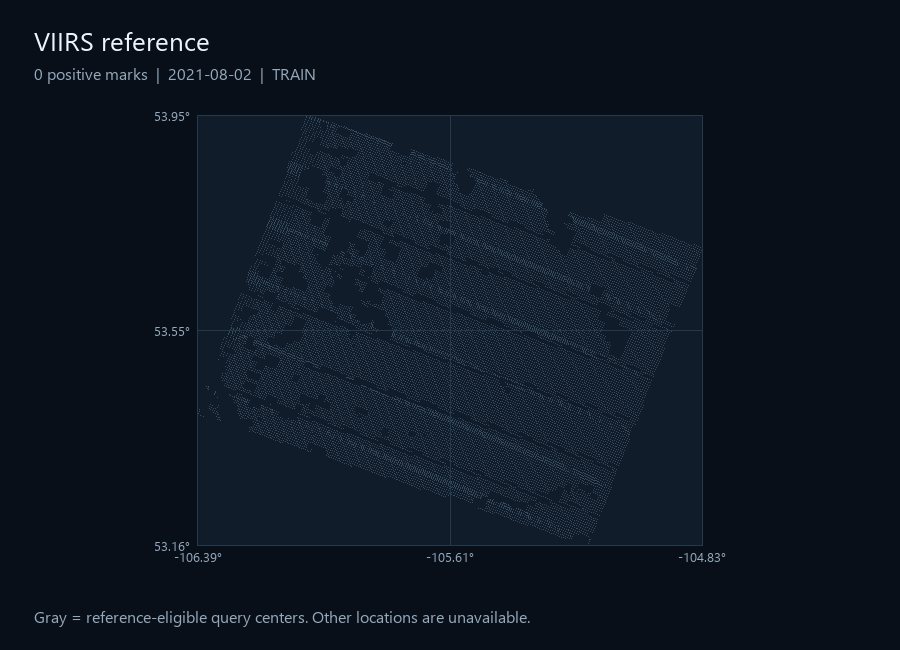 VIIRS reference
0 positive marks | 2021-08-02 | TRAIN
53.95°
53.55°
53.16°
-106.39°
-105.61°
-104.83°
Gray = reference-eligible query centers. Other locations are unavailable.